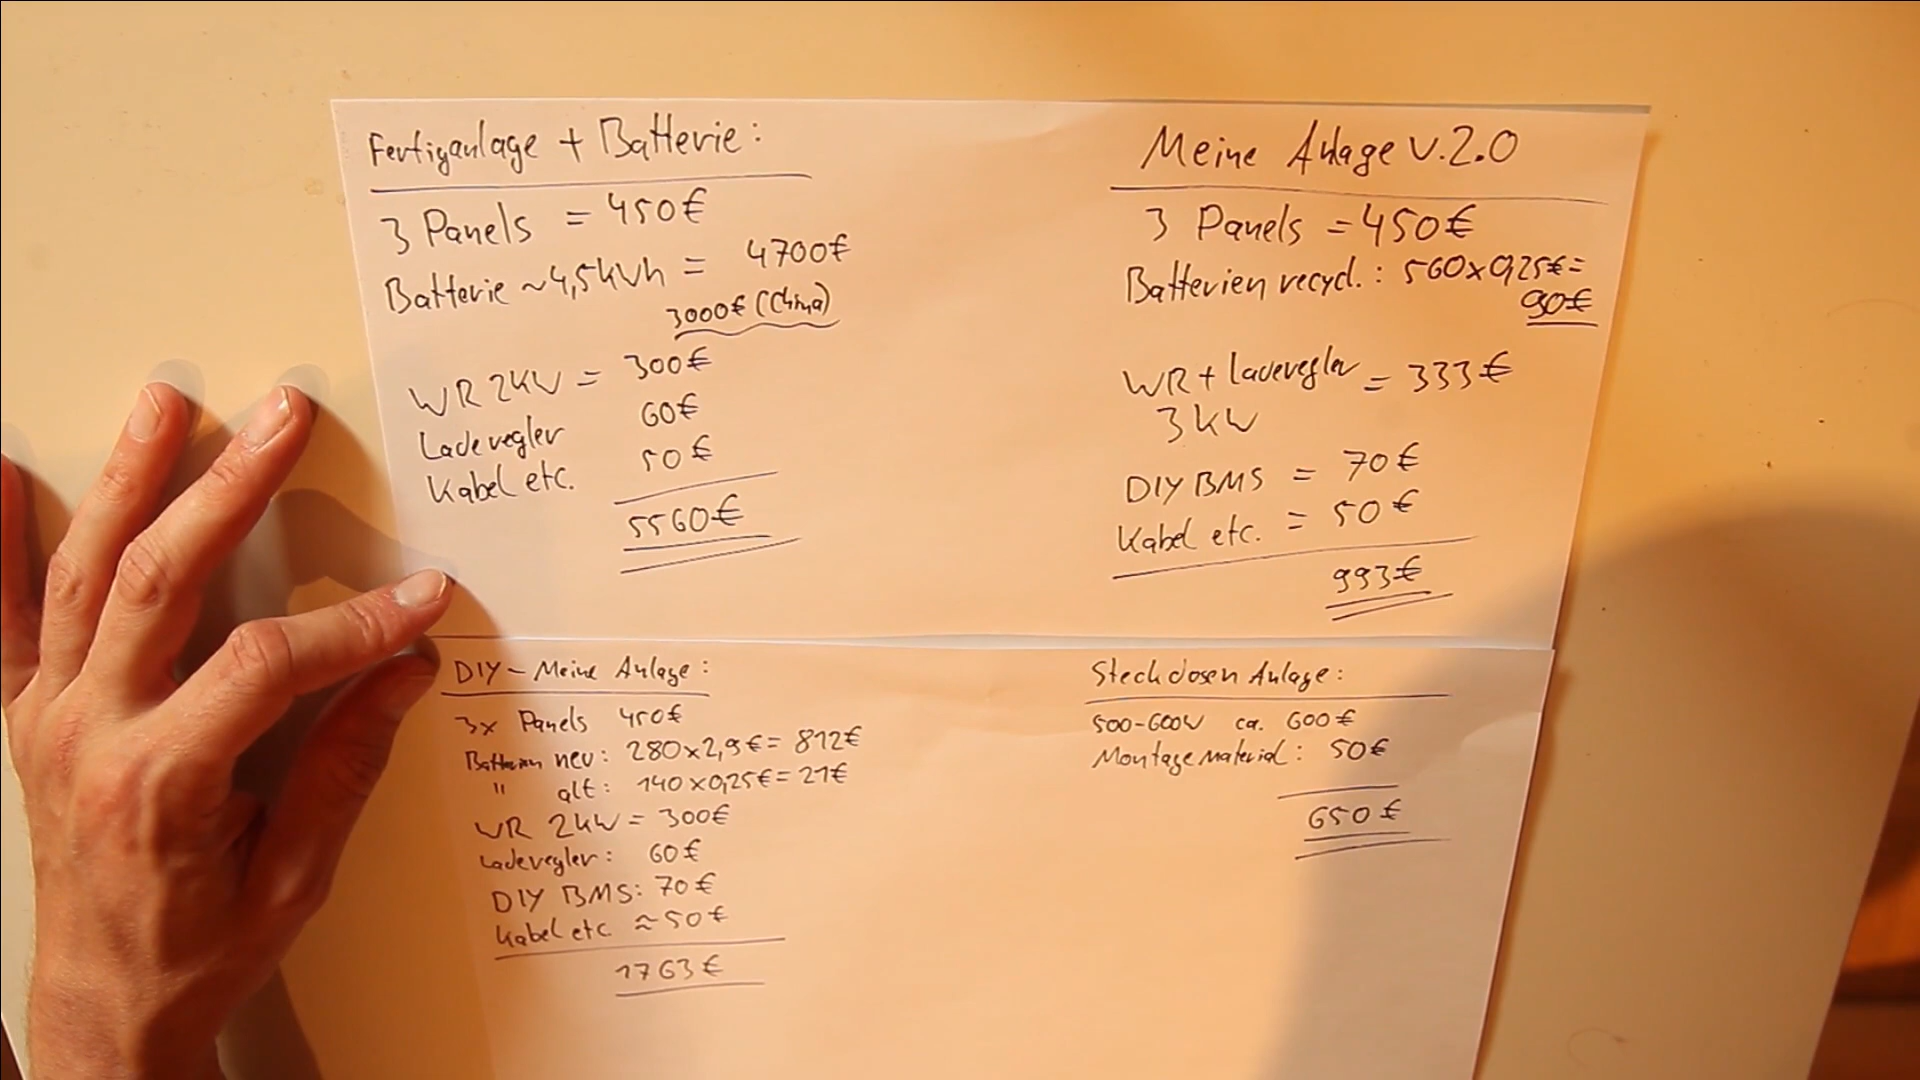 Fertiganlage + Batterie:
3 Panels = 450€
Batterie ~4,5kWh = 4700€
3000€ (China)
WR 2KW = 300€
Laderegler 60€
Kabel etc. 50€
5560€
Meine Anlage v.2.0
3 Panels = 450€
Batterien recycl.: 560x0,25€=
90€
WR + Laderegler = 333€
3KW
DIY BMS = 70€
Kabel etc. = 50€
993€
DIY - Meine Anlage:
3x Panels 450€
Batterien neu: 280x2,9€= 812€
" alt: 140x0,25€= 21€
WR 2KW = 300€
Laderegler: 60€
DIY BMS: 70€
Kabel etc. ≈ 50€
1763€
Steckdosen Anlage:
500-600W ca. 600€
Montagematerial: 50€
650€